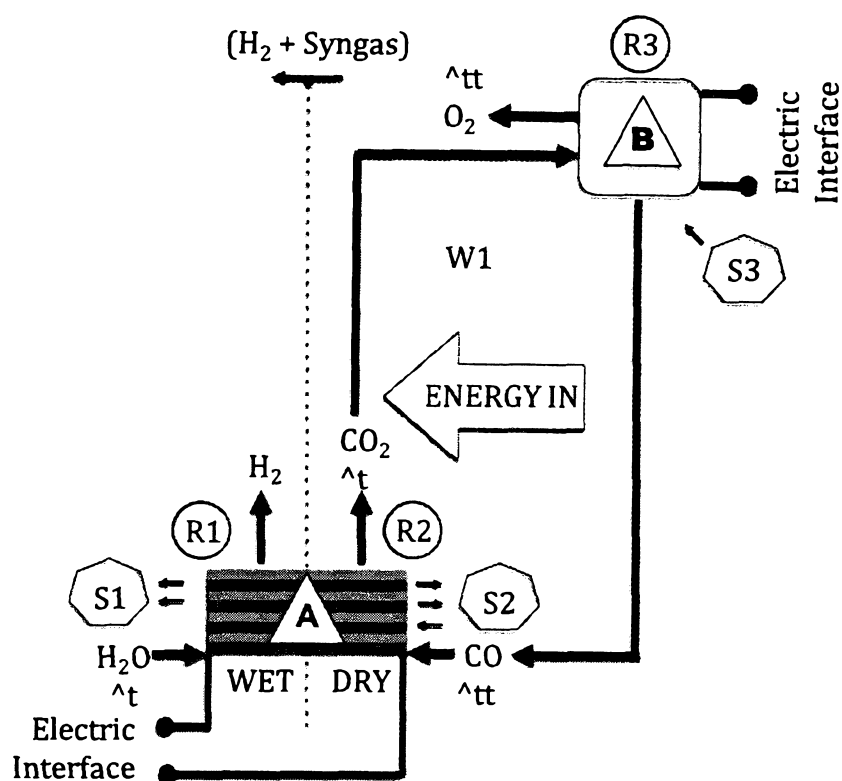 (H₂ + Syngas)
R3
^tt
O₂
B
Electric
Interface
W1
S3
ENERGY IN
CO₂
^t
H₂
R1
R2
S1
A
S2
H₂O
^t
WET
DRY
CO
^tt
Electric
Interface